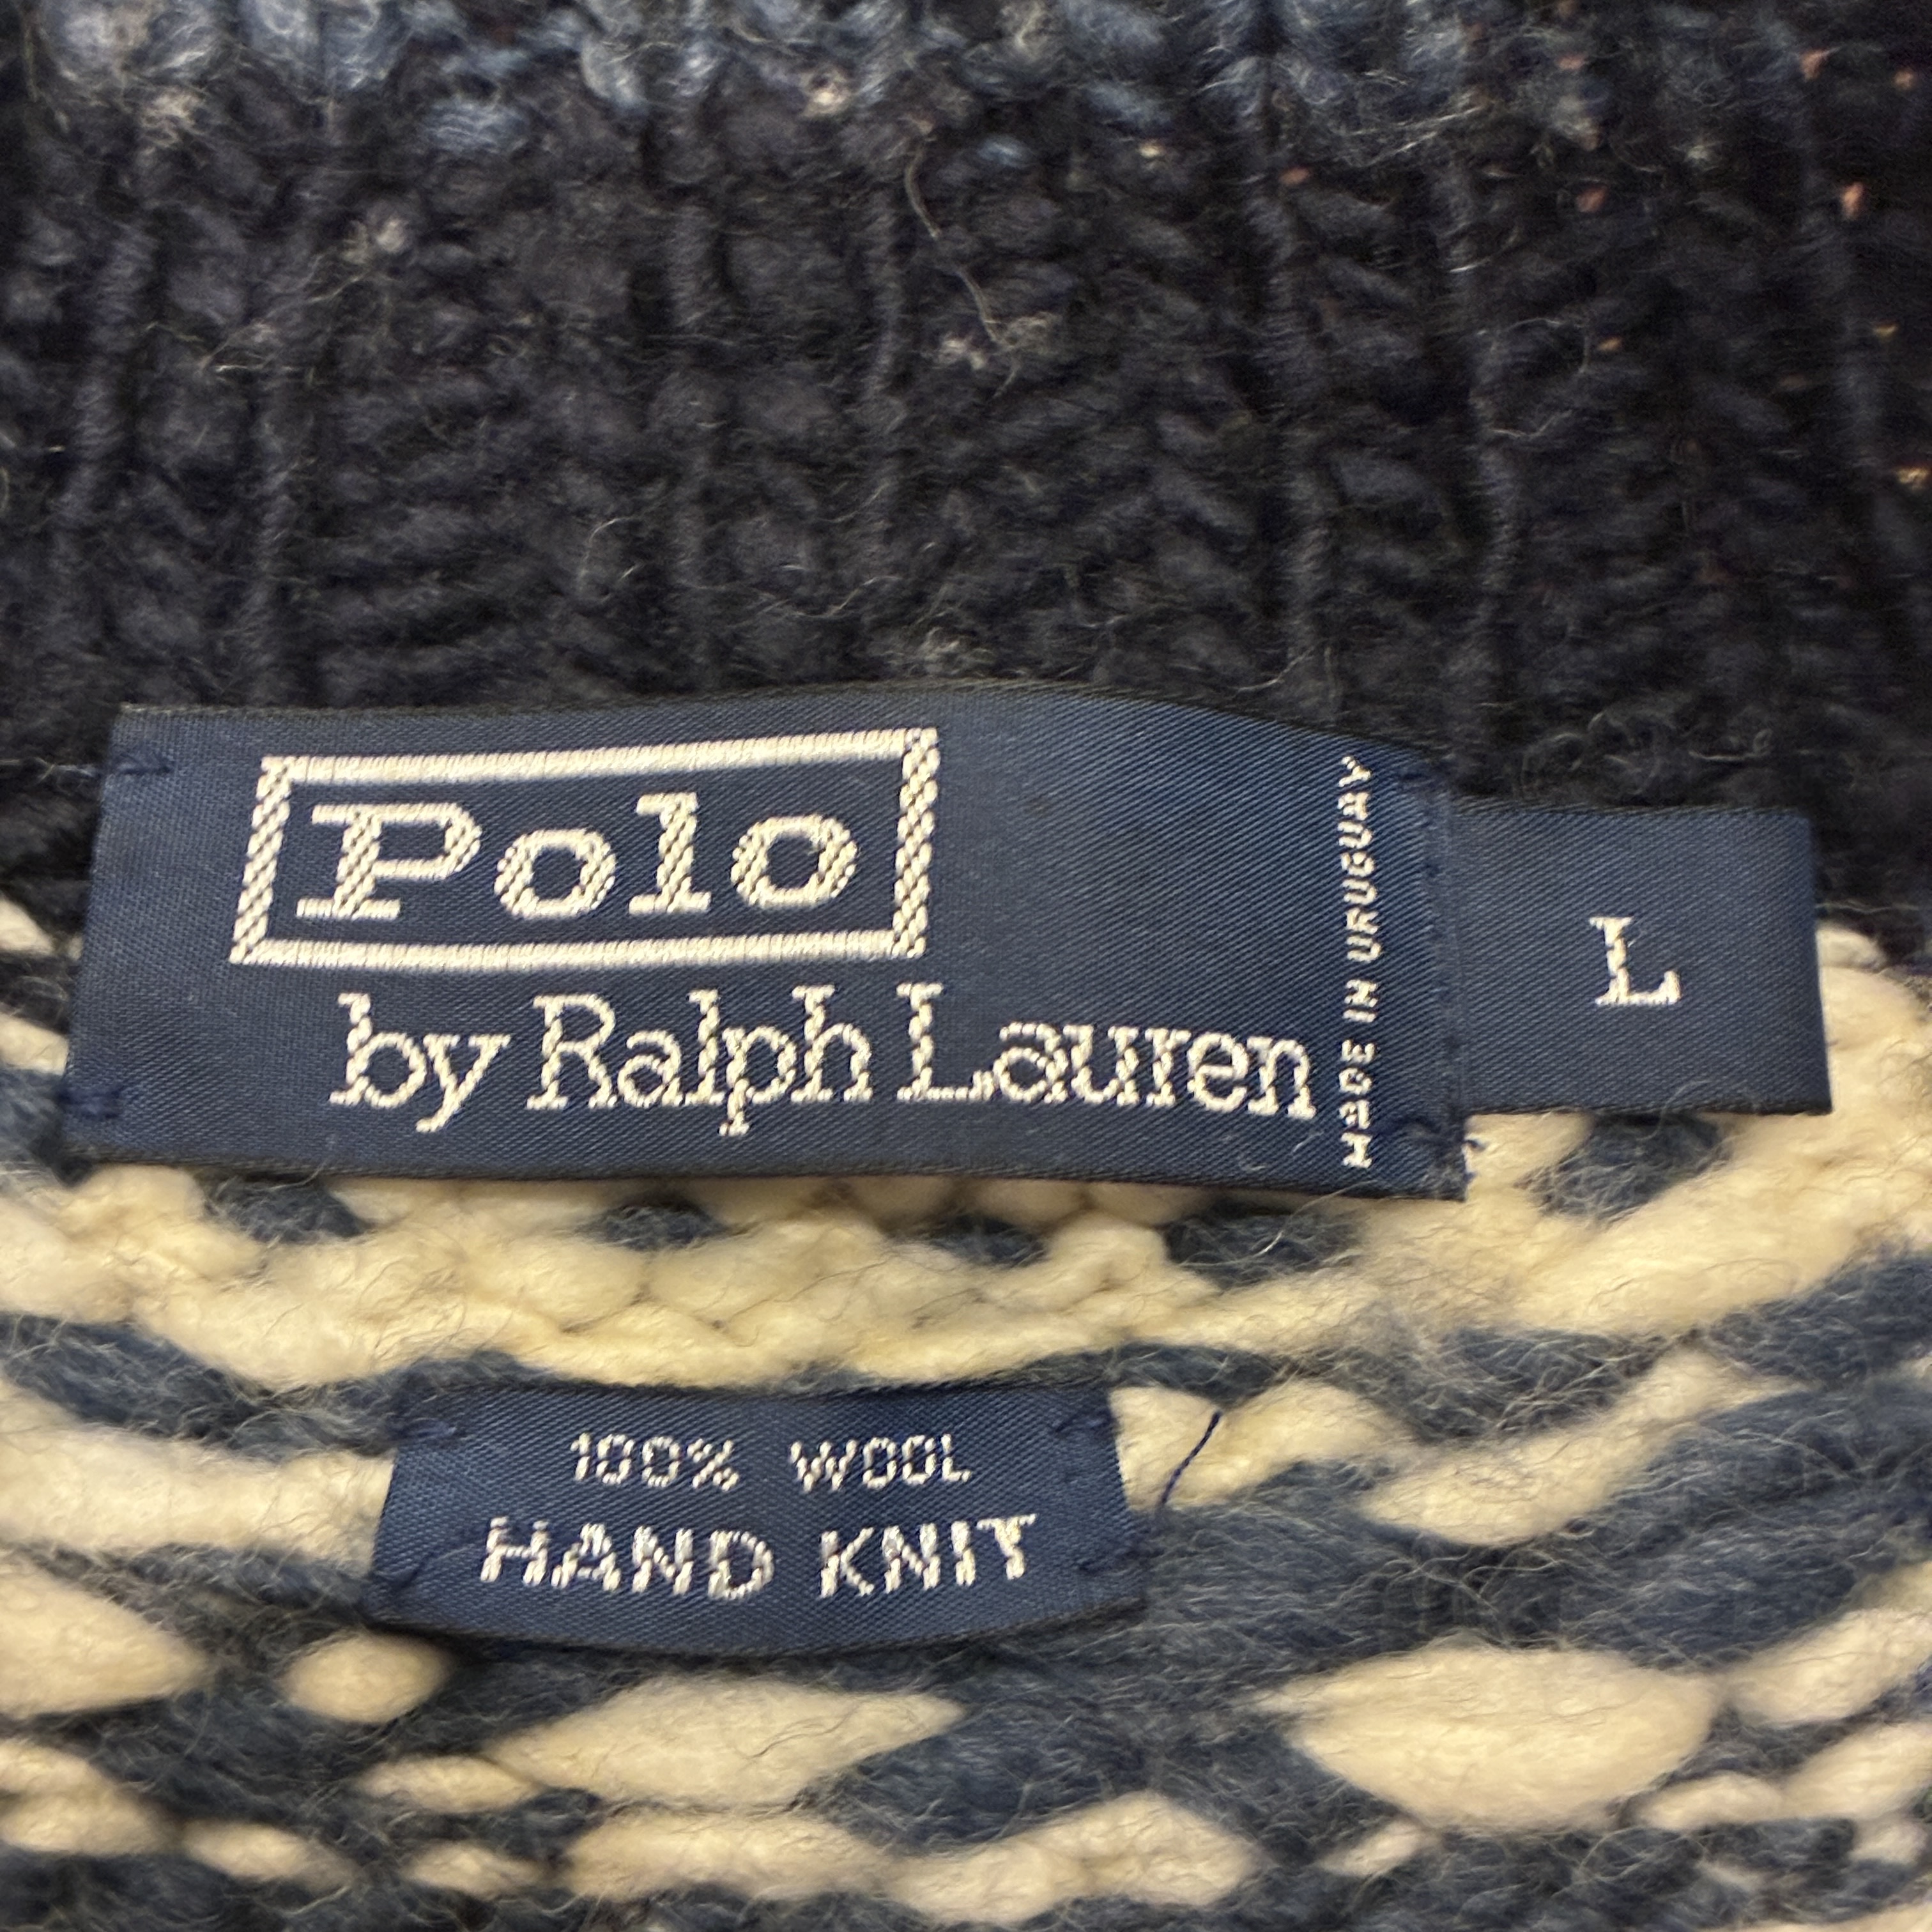 Polo
by Ralph Lauren
MADE IN URUGUAY
L
100% WOOL
HAND KNIT